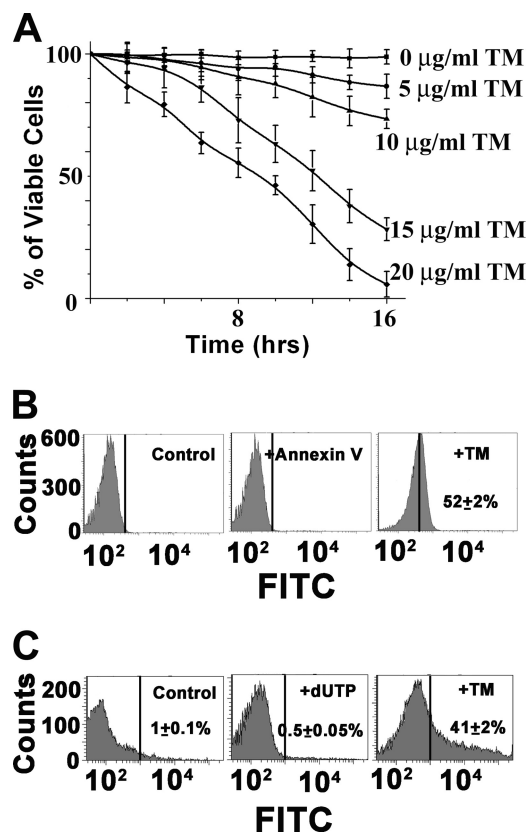 A
% of Viable Cells
100
50
0
8
16
Time (hrs)
0 μg/ml TM
5 μg/ml TM
10 μg/ml TM
15 μg/ml TM
20 μg/ml TM
B
Counts
600
300
0
Control
+Annexin V
+TM
52±2%
10² 10⁴
10² 10⁴
10² 10⁴
FITC
C
Counts
200
100
0
Control
1±0.1%
+dUTP
0.5±0.05%
+TM
41±2%
10² 10⁴
10² 10⁴
10² 10⁴
FITC